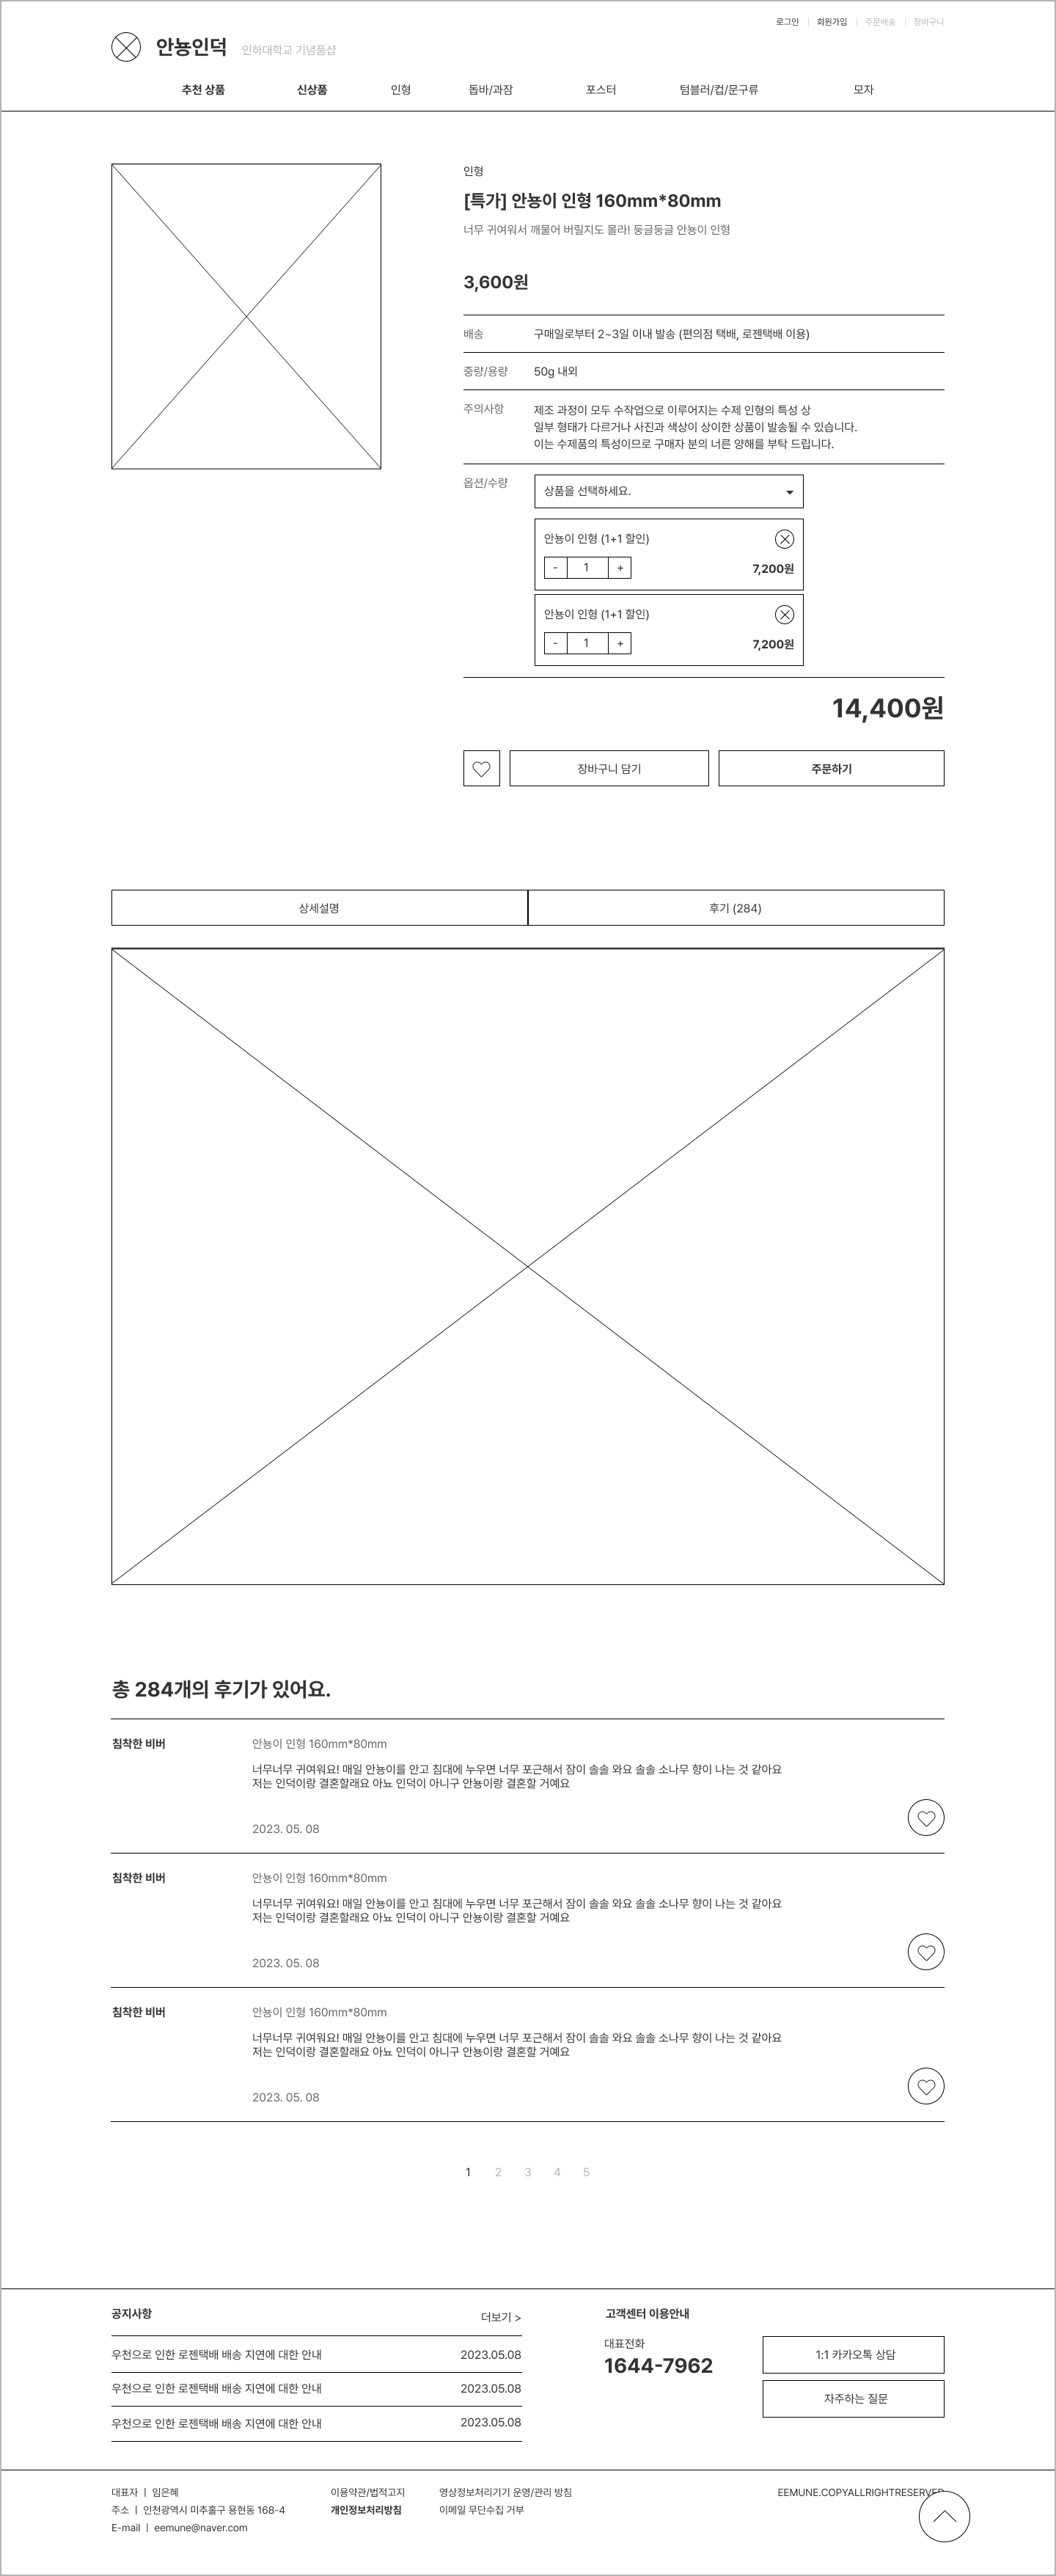 로그인 | 회원가입 | 주문배송 | 장바구니
안뇽인덕 인하대학교 기념품샵
추천 상품 신상품 인형 돕바/과잠 포스터 텀블러/컵/문구류 모자
인형
[특가] 안뇽이 인형 160mm*80mm
너무 귀여워서 깨물어 버릴지도 몰라! 둥글둥글 안뇽이 인형
3,600원
배송 구매일로부터 2~3일 이내 발송 (편의점 택배, 로젠택배 이용)
중량/용량 50g 내외
주의사항 제조 과정이 모두 수작업으로 이루어지는 수제 인형의 특성 상
일부 형태가 다르거나 사진과 색상이 상이한 상품이 발송될 수 있습니다.
이는 수제품의 특성이므로 구매자 분의 너른 양해를 부탁 드립니다.
옵션/수량 상품을 선택하세요.
안뇽이 인형 (1+1 할인)
- 1 + 7,200원
안뇽이 인형 (1+1 할인)
- 1 + 7,200원
14,400원
장바구니 담기 주문하기
상세설명 후기 (284)
총 284개의 후기가 있어요.
침착한 비버 안뇽이 인형 160mm*80mm
너무너무 귀여워요! 매일 안뇽이를 안고 침대에 누우면 너무 포근해서 잠이 솔솔 와요 솔솔 소나무 향이 나는 것 같아요
저는 인덕이랑 결혼할래요 아뇨 인덕이 아니구 안뇽이랑 결혼할 거예요
2023. 05. 08
침착한 비버 안뇽이 인형 160mm*80mm
너무너무 귀여워요! 매일 안뇽이를 안고 침대에 누우면 너무 포근해서 잠이 솔솔 와요 솔솔 소나무 향이 나는 것 같아요
저는 인덕이랑 결혼할래요 아뇨 인덕이 아니구 안뇽이랑 결혼할 거예요
2023. 05. 08
침착한 비버 안뇽이 인형 160mm*80mm
너무너무 귀여워요! 매일 안뇽이를 안고 침대에 누우면 너무 포근해서 잠이 솔솔 와요 솔솔 소나무 향이 나는 것 같아요
저는 인덕이랑 결혼할래요 아뇨 인덕이 아니구 안뇽이랑 결혼할 거예요
2023. 05. 08
1 2 3 4 5
공지사항 더보기 >
우천으로 인한 로젠택배 배송 지연에 대한 안내 2023.05.08
우천으로 인한 로젠택배 배송 지연에 대한 안내 2023.05.08
우천으로 인한 로젠택배 배송 지연에 대한 안내 2023.05.08
고객센터 이용안내
대표전화
1644-7962
1:1 카카오톡 상담
자주하는 질문
대표자 | 임은혜
주소 | 인천광역시 미추홀구 용현동 168-4
E-mail | eemune@naver.com
이용약관/법적고지 영상정보처리기기 운영/관리 방침
개인정보처리방침 이메일 무단수집 거부
EEMUNE.COPYALLRIGHTRESERVED